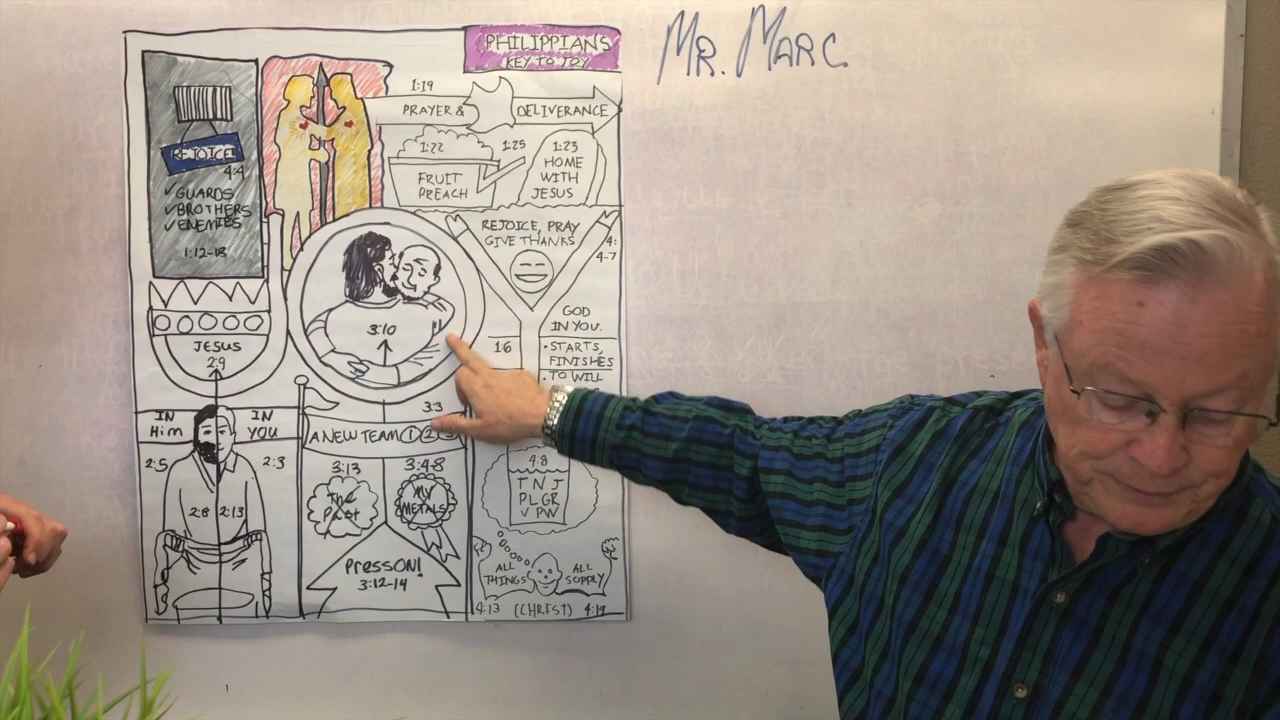 PHILIPPIANS
KEY TO JOY
MR. MARC
1:19
PRAYER &
DELIVERANCE
REJOICE!
4:4
✓GUARDS
✓BROTHERS
✓ENEMIES
1:12-18
1:22
FRUIT
PREACH
1:25
1:23
HOME
WITH
JESUS
REJOICE, PRAY
GIVE THANKS
4:
4-7
JESUS
2:9
3:10
GOD
IN YOU.
1:6
• STARTS,
FINISHES
• TO WILL
3:3
IN
HIM
IN
YOU
2:5
2:3
2:8
2:13
A NEW TEAM 1 2
3:13
The
Past
3:4-8
MY
METALS
PRESS ON!
3:12-14
4:8
T N J
PL GR
V PW
ALL
THINGS
ALL
SUPPLY
4:13
(CHRIST)
4:19